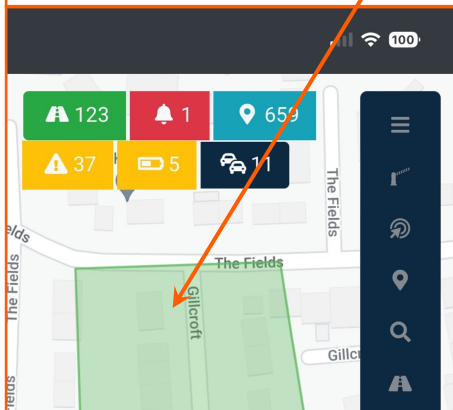 100
123
1
659
37
5
11
The Fields
elds
The Fields
The Fields
Gillcroft
Gillcr
elds